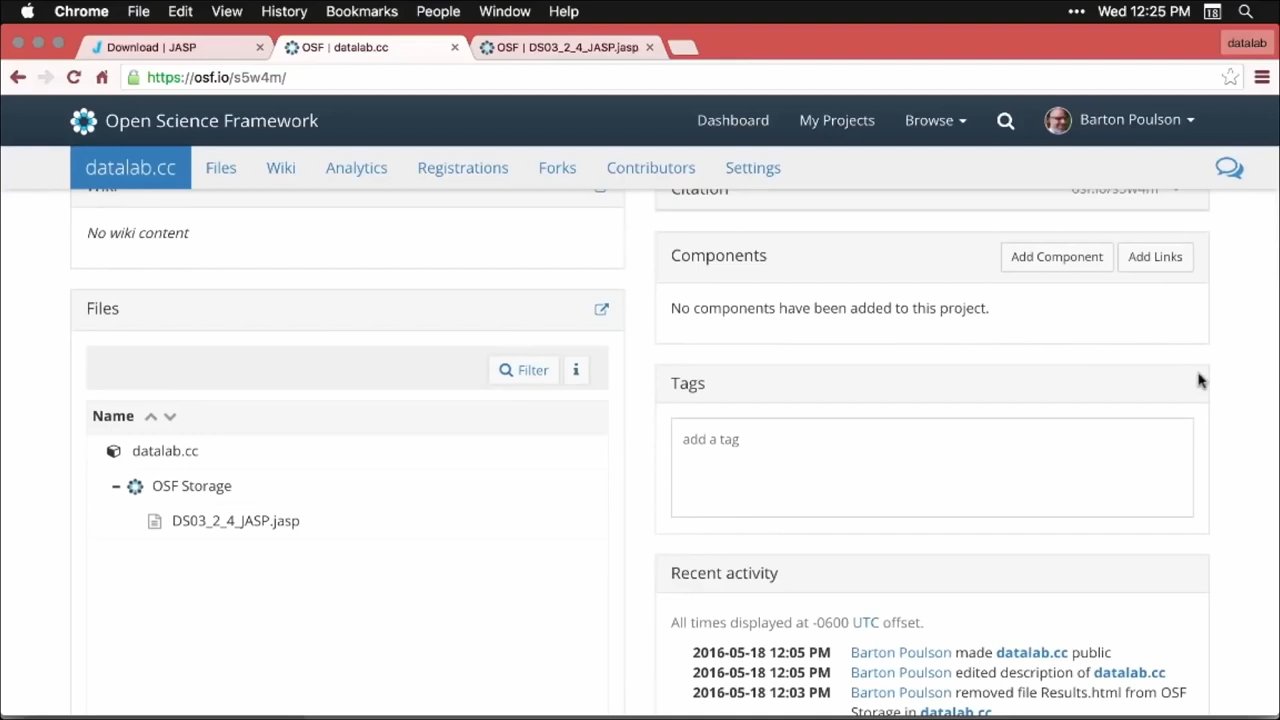 Chrome File Edit View History Bookmarks People Window Help ••• Wed 12:25 PM 18
Download | JASP × OSF | datalab.cc × OSF | DS03_2_4_JASP.jasp × datalab
https://osf.io/s5w4m/
Open Science Framework Dashboard My Projects Browse Barton Poulson
datalab.cc Files Wiki Analytics Registrations Forks Contributors Settings
Wiki
Citation osf.io/s5w4m
No wiki content
Components Add Component Add Links
No components have been added to this project.
Files
Filter i
Name
datalab.cc
OSF Storage
DS03_2_4_JASP.jasp
Tags
add a tag
Recent activity
All times displayed at -0600 UTC offset.
2016-05-18 12:05 PM Barton Poulson made datalab.cc public
2016-05-18 12:05 PM Barton Poulson edited description of datalab.cc
2016-05-18 12:03 PM Barton Poulson removed file Results.html from OSF
Storage in datalab.cc